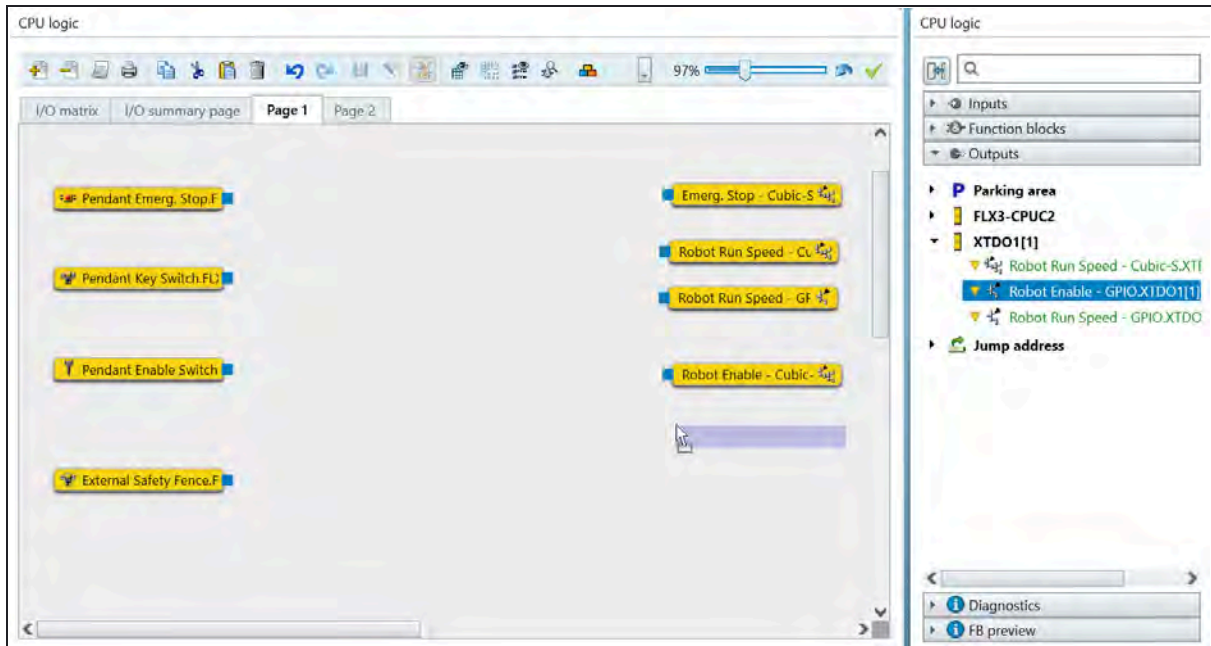 CPU logic
97%
I/O matrix
I/O summary page
Page 1
Page 2
Pendant Emerg. Stop.F
Pendant Key Switch.FL
Pendant Enable Switch
External Safety Fence.F
Emerg. Stop - Cubic-S
Robot Run Speed - Cu
Robot Run Speed - GF
Robot Enable - Cubic-
CPU logic
Inputs
Function blocks
Outputs
P Parking area
FLX3-CPUC2
XTDO1[1]
Robot Run Speed - Cubic-S.XT
Robot Enable - GPIO.XTDO1[1]
Robot Run Speed - GPIO.XTDO
Jump address
Diagnostics
FB preview